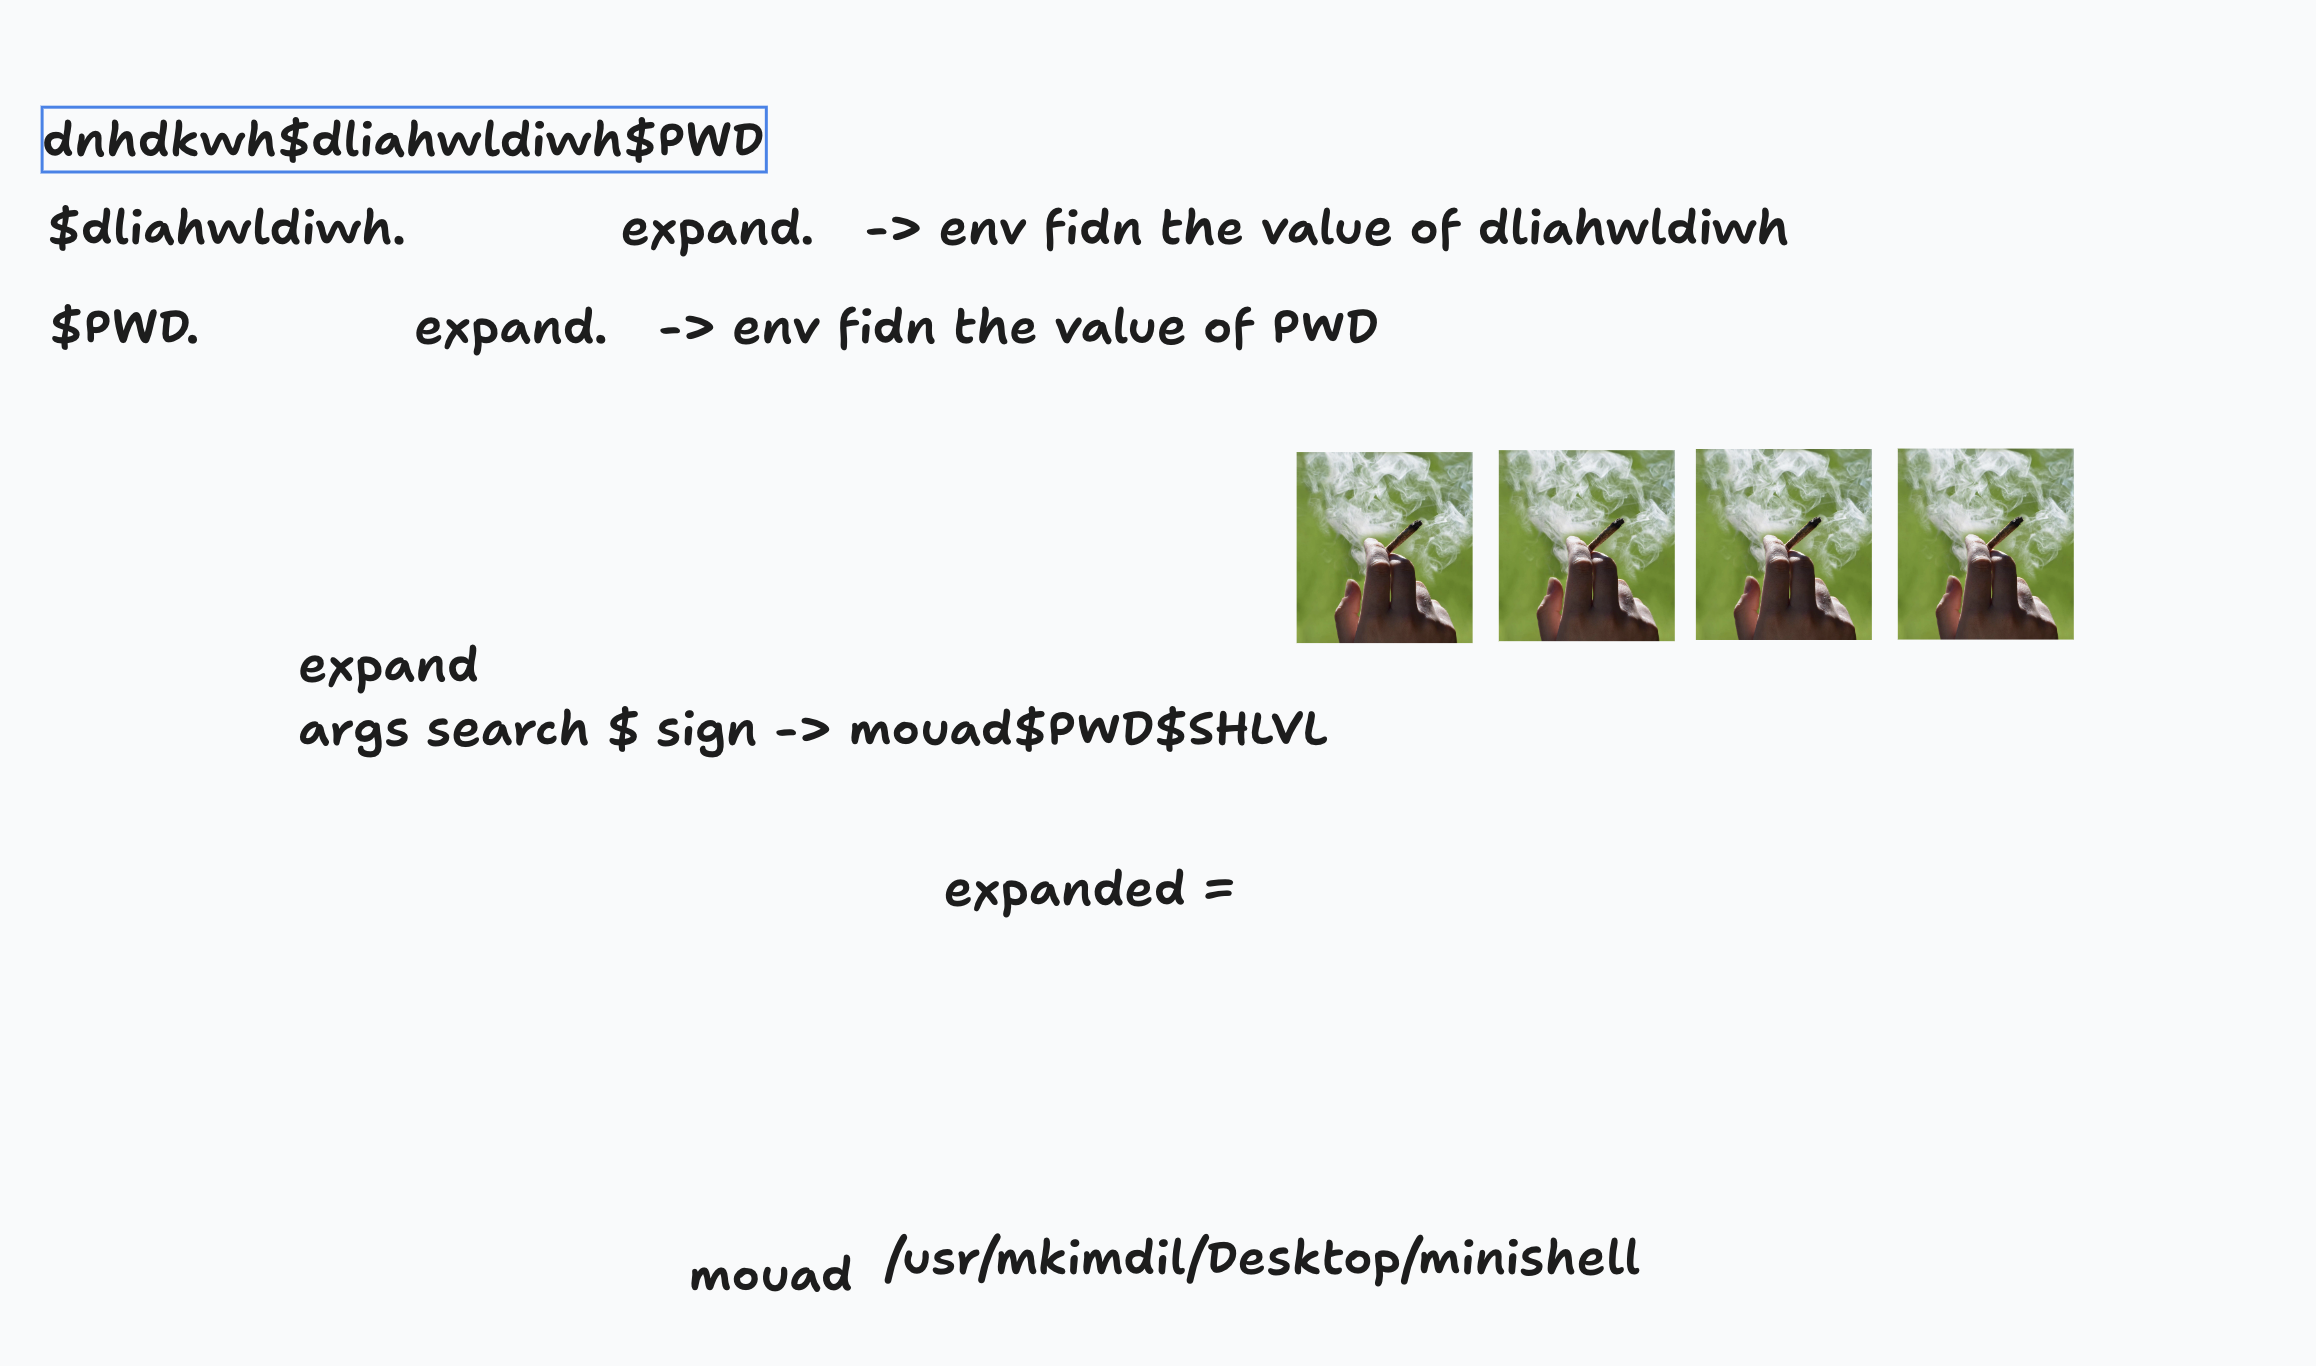 dnhdkwh$dliahwldiwh$PWD
$dliahwldiwh. expand. -> env fidn the value of dliahwldiwh
$PWD. expand. -> env fidn the value of PWD
expand
args search $ sign -> mouad$PWD$SHLVL
expanded =
mouad /usr/mkimdil/Desktop/minishell